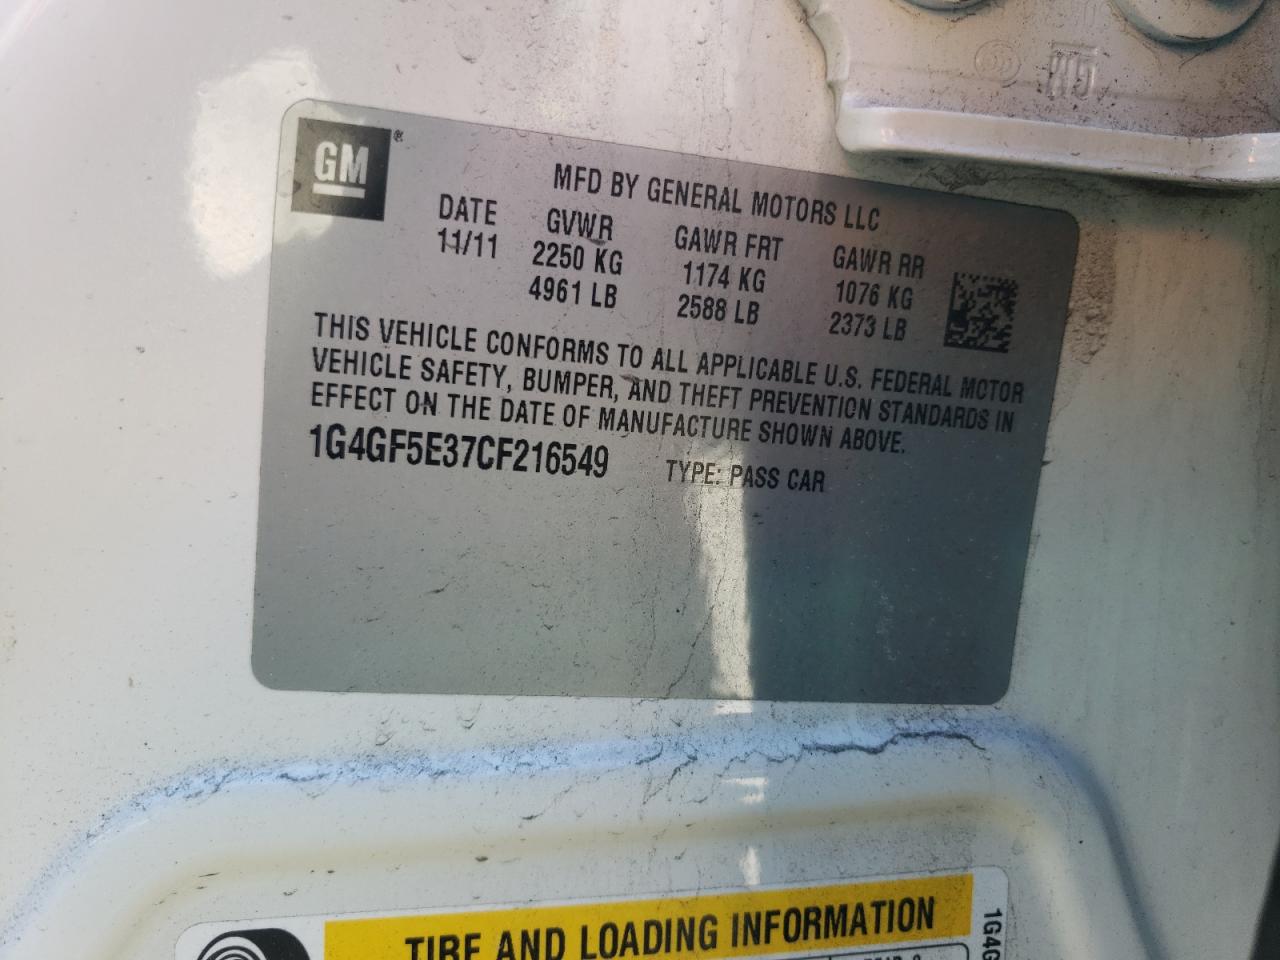 GM
GM ®
MFD BY GENERAL MOTORS LLC
DATE GVWR GAWR FRT GAWR RR
11/11 2250 KG 1174 KG 1076 KG
4961 LB 2588 LB 2373 LB
THIS VEHICLE CONFORMS TO ALL APPLICABLE U.S. FEDERAL MOTOR
VEHICLE SAFETY, BUMPER, AND THEFT PREVENTION STANDARDS IN
EFFECT ON THE DATE OF MANUFACTURE SHOWN ABOVE.
1G4GF5E37CF216549 TYPE: PASS CAR
TIRE AND LOADING INFORMATION
1G4G